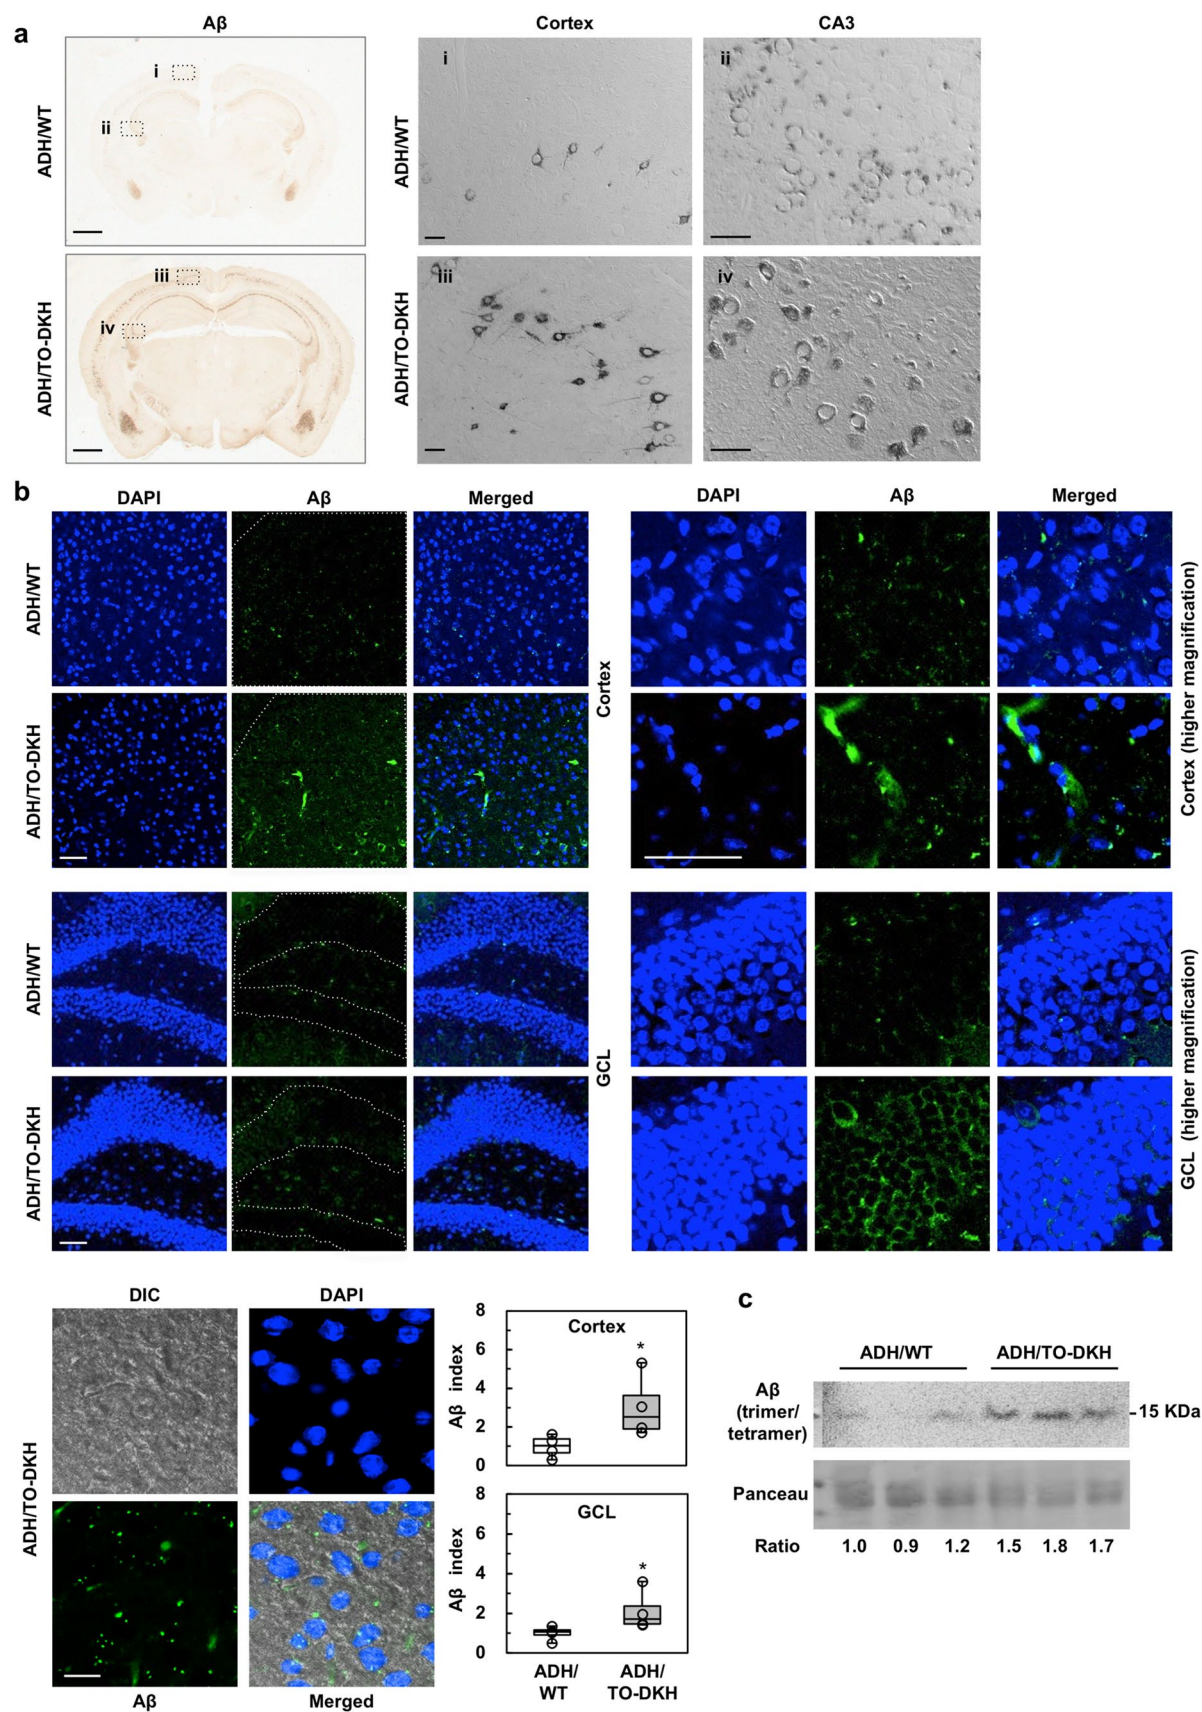 a
Aβ
Cortex
CA3
ADH/WT
i
ii
ADH/WT
i
ii
ADH/TO-DKH
iii
iv
ADH/TO-DKH
iii
iv
b
DAPI
Aβ
Merged
DAPI
Aβ
Merged
ADH/WT
ADH/TO-DKH
Cortex
Cortex (higher magnification)
ADH/WT
ADH/TO-DKH
GCL
GCL (higher magnification)
DIC
DAPI
ADH/TO-DKH
Aβ
Merged
8
6
4
2
0
Aβ index
Cortex
*
8
6
4
2
0
Aβ index
GCL
*
ADH/
WT
ADH/
TO-DKH
c
ADH/WT
ADH/TO-DKH
Aβ
(trimer/
tetramer)
15 KDa
Panceau
Ratio
1.0
0.9
1.2
1.5
1.8
1.7